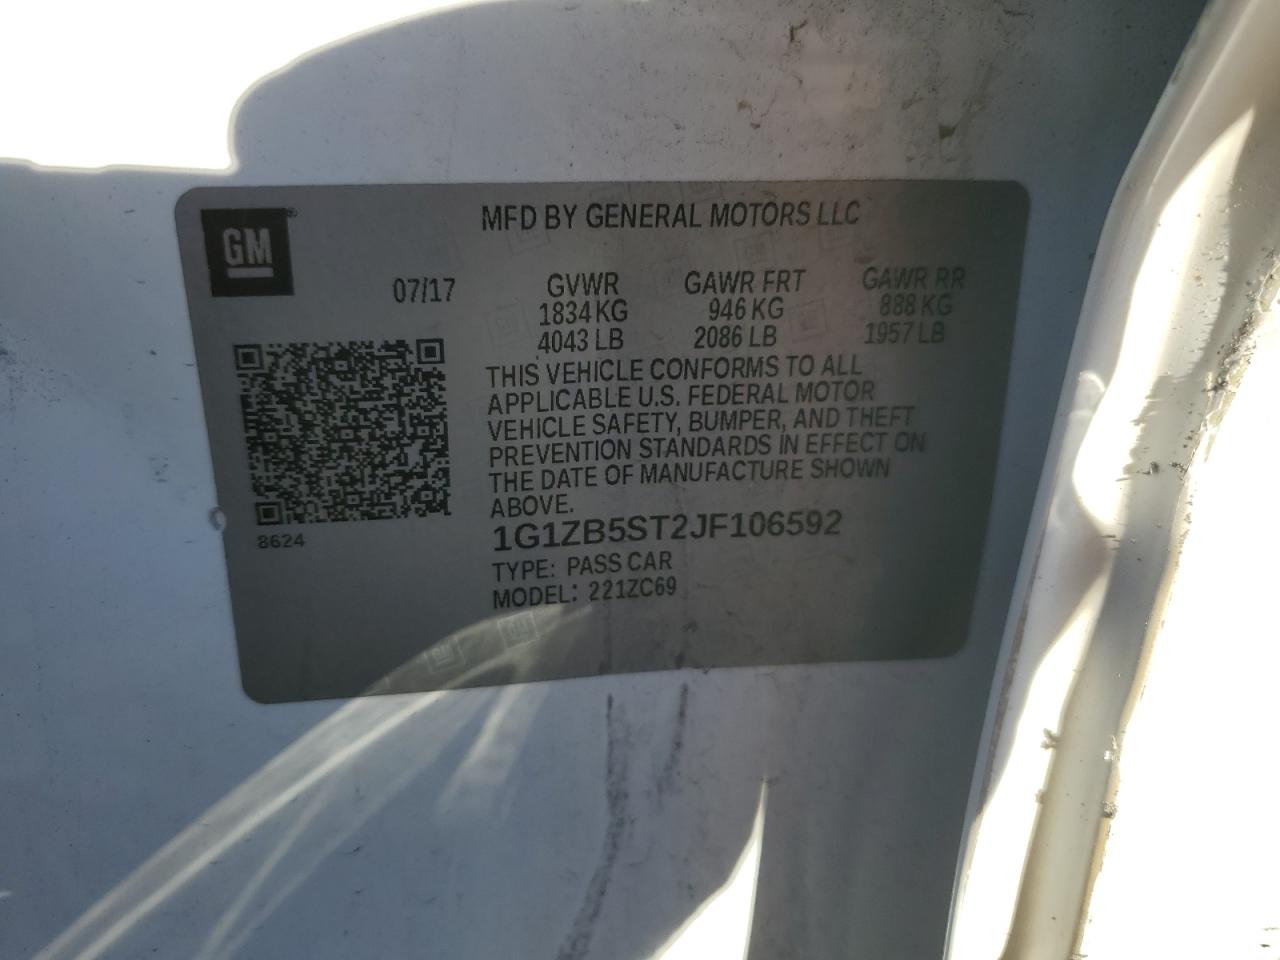 GM
MFD BY GENERAL MOTORS LLC
07/17 GVWR GAWR FRT GAWR RR
1834 KG 946 KG 888 KG
4043 LB 2086 LB 1957 LB
THIS VEHICLE CONFORMS TO ALL
APPLICABLE U.S. FEDERAL MOTOR
VEHICLE SAFETY, BUMPER, AND THEFT
PREVENTION STANDARDS IN EFFECT ON
THE DATE OF MANUFACTURE SHOWN
ABOVE.
1G1ZB5ST2JF106592
8624
TYPE: PASS CAR
MODEL: 221ZC69
GM GM